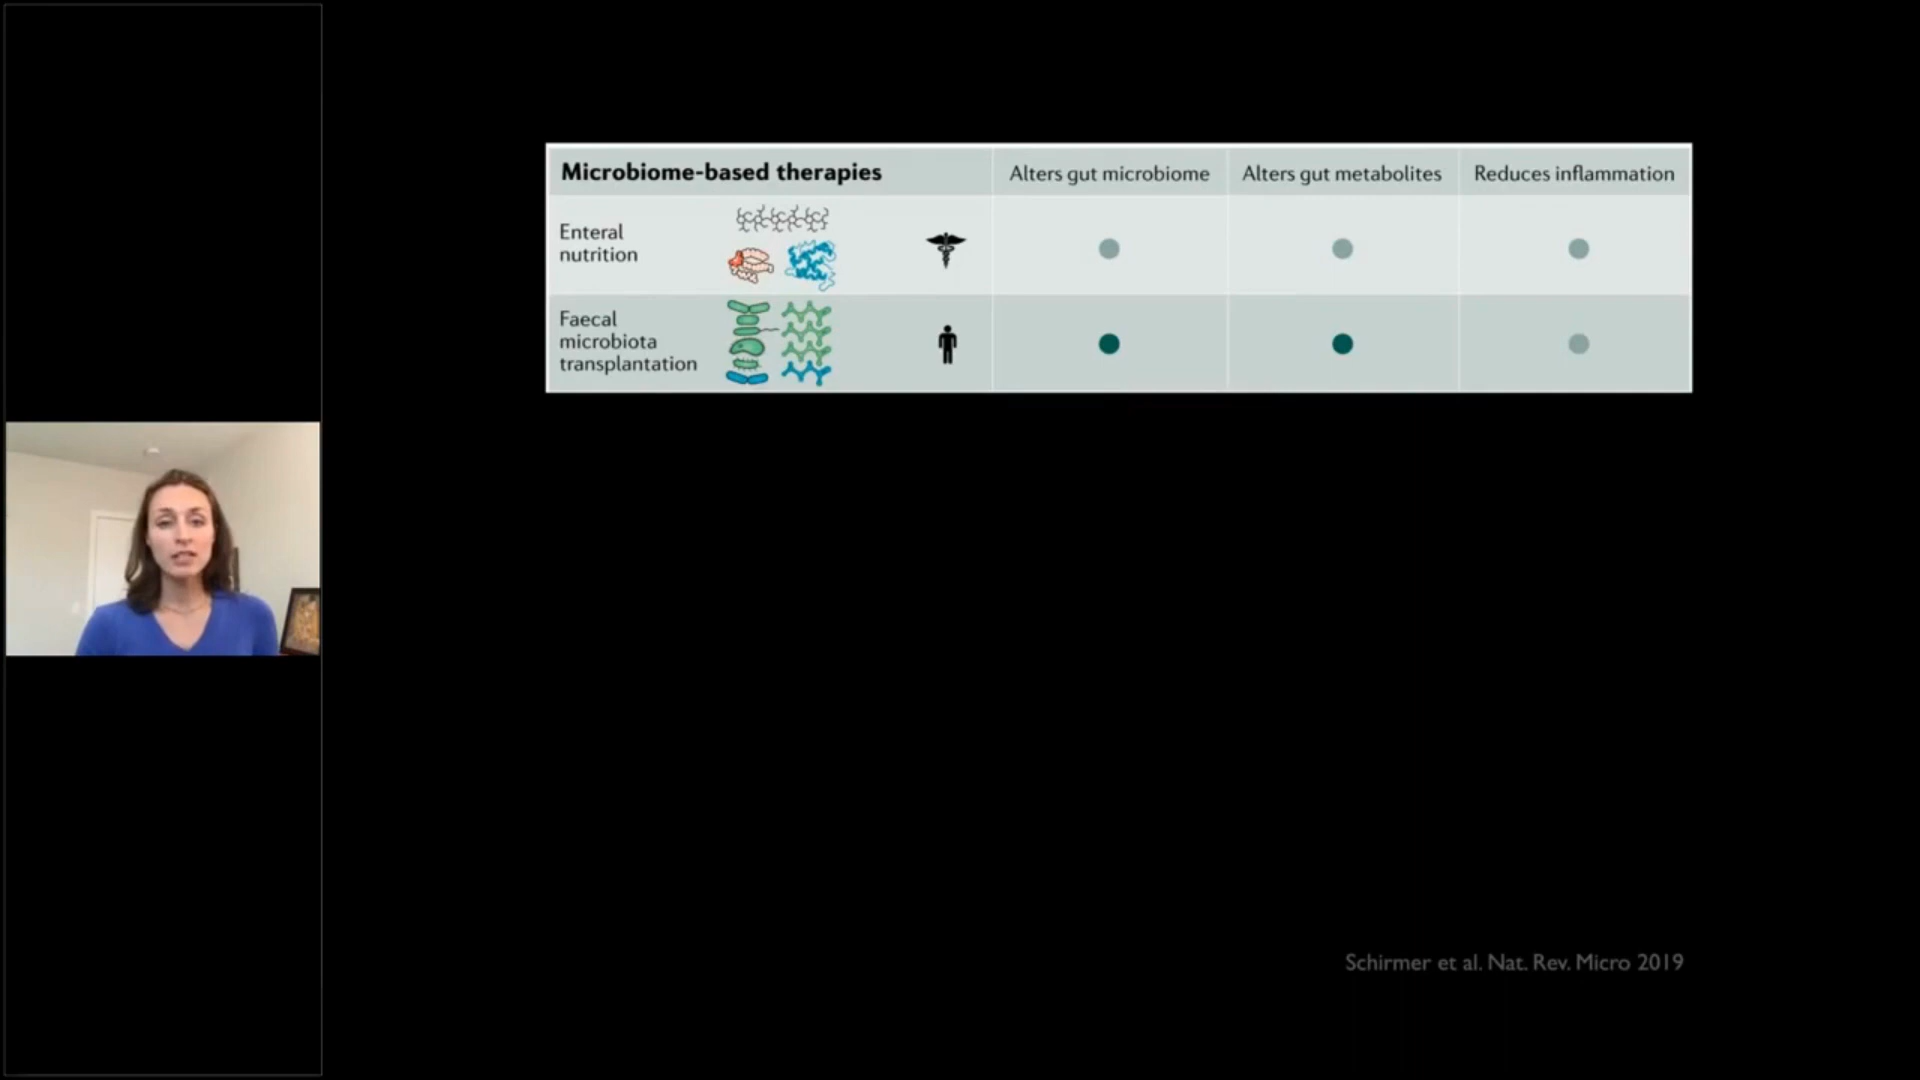 Microbiome-based therapies
Alters gut microbiome
Alters gut metabolites
Reduces inflammation
Enteral
nutrition
Faecal
microbiota
transplantation
Schirmer et al. Nat. Rev. Micro 2019